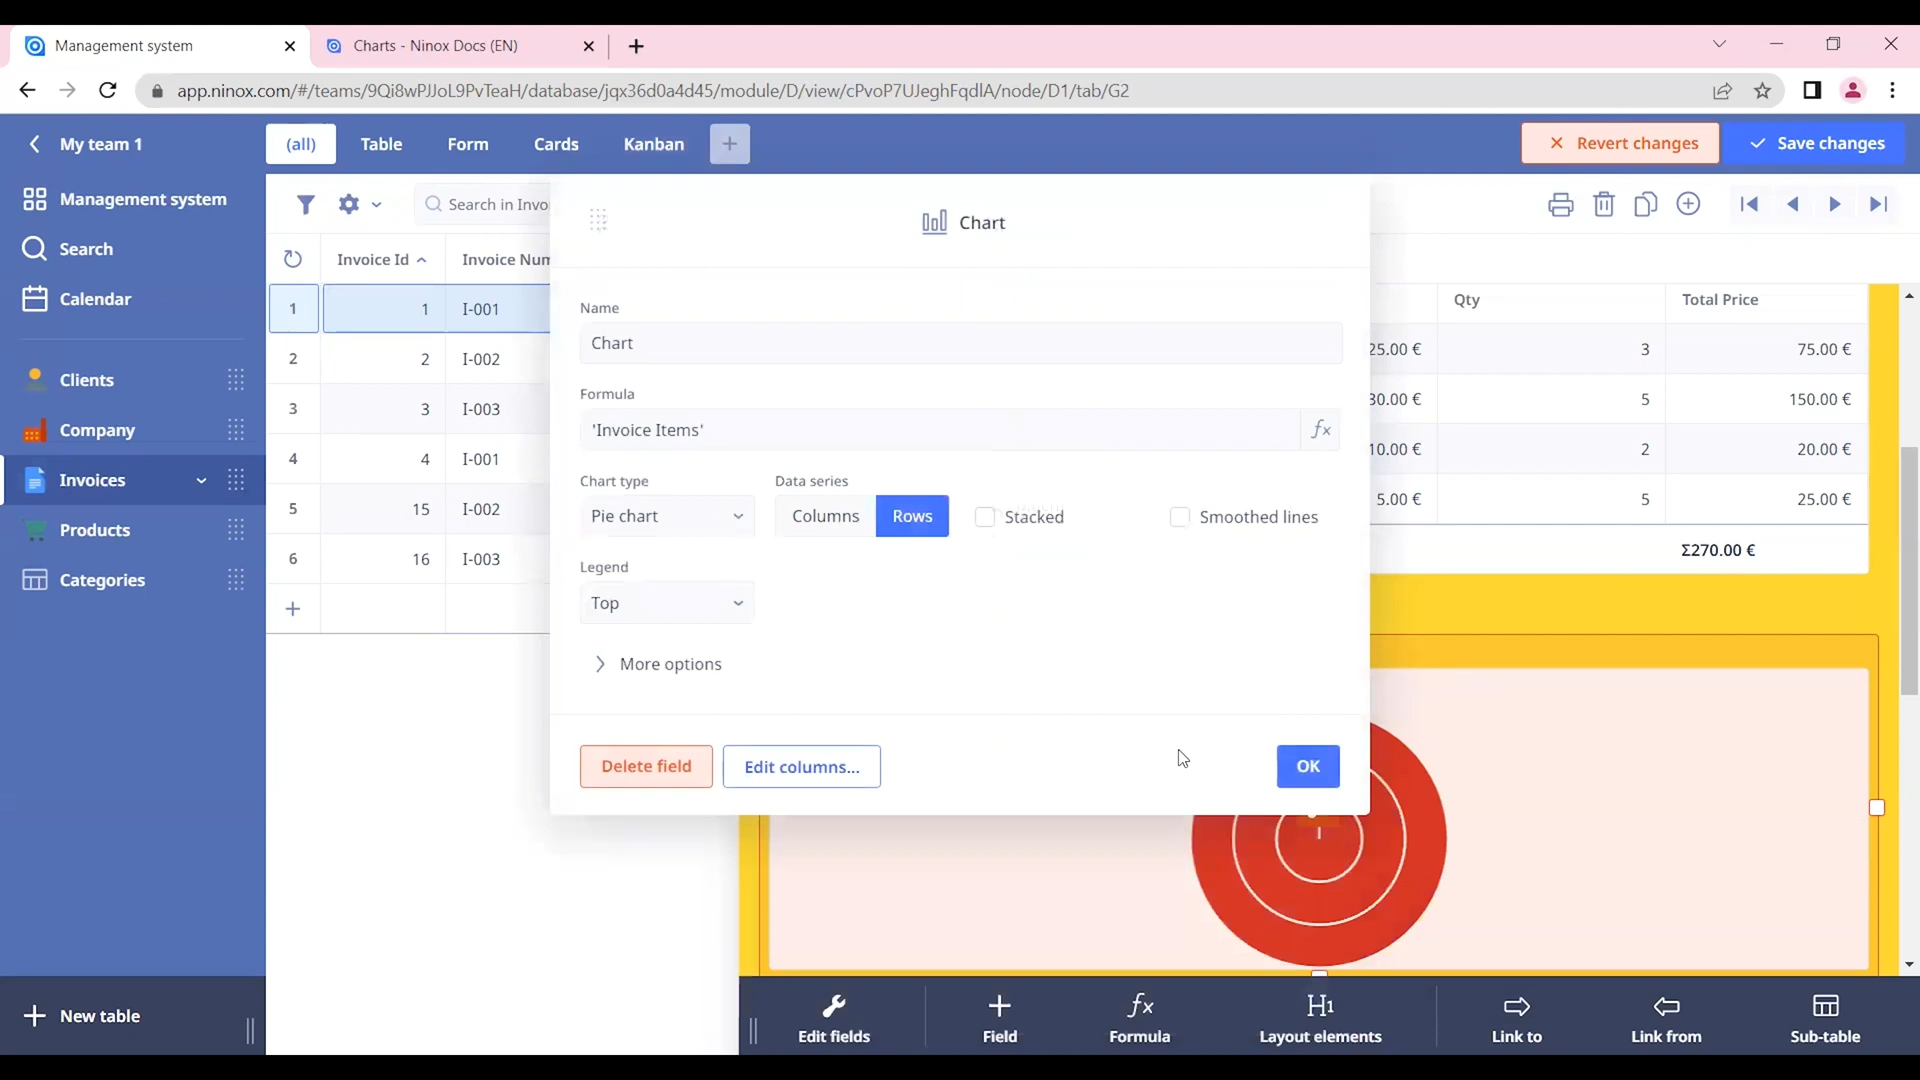 Management system
Charts - Ninox Docs (EN)
app.ninox.com/#/teams/9Qi8wPJJoL9PvTeaH/database/jqx36d0a4d45/module/D/view/cPvoP7UJeghFqdlA/node/D1/tab/G2
My team 1
(all)
Table
Form
Cards
Kanban
Revert changes
Save changes
Management system
Search
Calendar
Clients
Company
Invoices
Products
Categories
New table
Search in Invo
Invoice Id
Invoice Num
1 1 I-001
2 2 I-002
3 3 I-003
4 4 I-001
5 15 I-002
6 16 I-003
Chart
Name
Chart
Formula
'Invoice Items'
fx
Chart type
Data series
Pie chart
Columns
Rows
Stacked
Smoothed lines
Legend
Top
More options
Delete field
Edit columns...
OK
Qty
Total Price
25.00 € 3 75.00 €
30.00 € 5 150.00 €
10.00 € 2 20.00 €
5.00 € 5 25.00 €
Σ270.00 €
Edit fields
Field
fx
Formula
H1
Layout elements
Link to
Link from
Sub-table